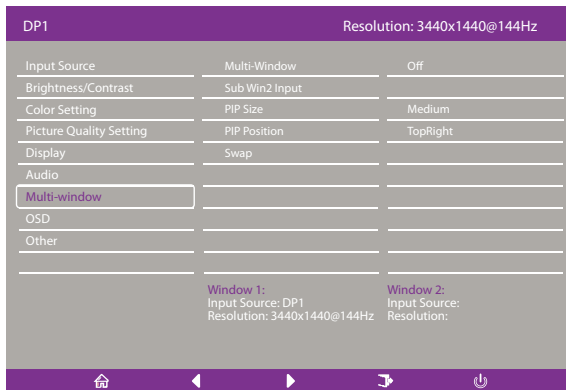 DP1 Resolution: 3440x1440@144Hz
Input Source Multi-Window Off
Brightness/Contrast Sub Win2 Input
Color Setting PIP Size Medium
Picture Quality Setting PIP Position TopRight
Display Swap
Audio
Multi-window
OSD
Other
Window 1: Window 2:
Input Source: DP1 Input Source:
Resolution: 3440x1440@144Hz Resolution: